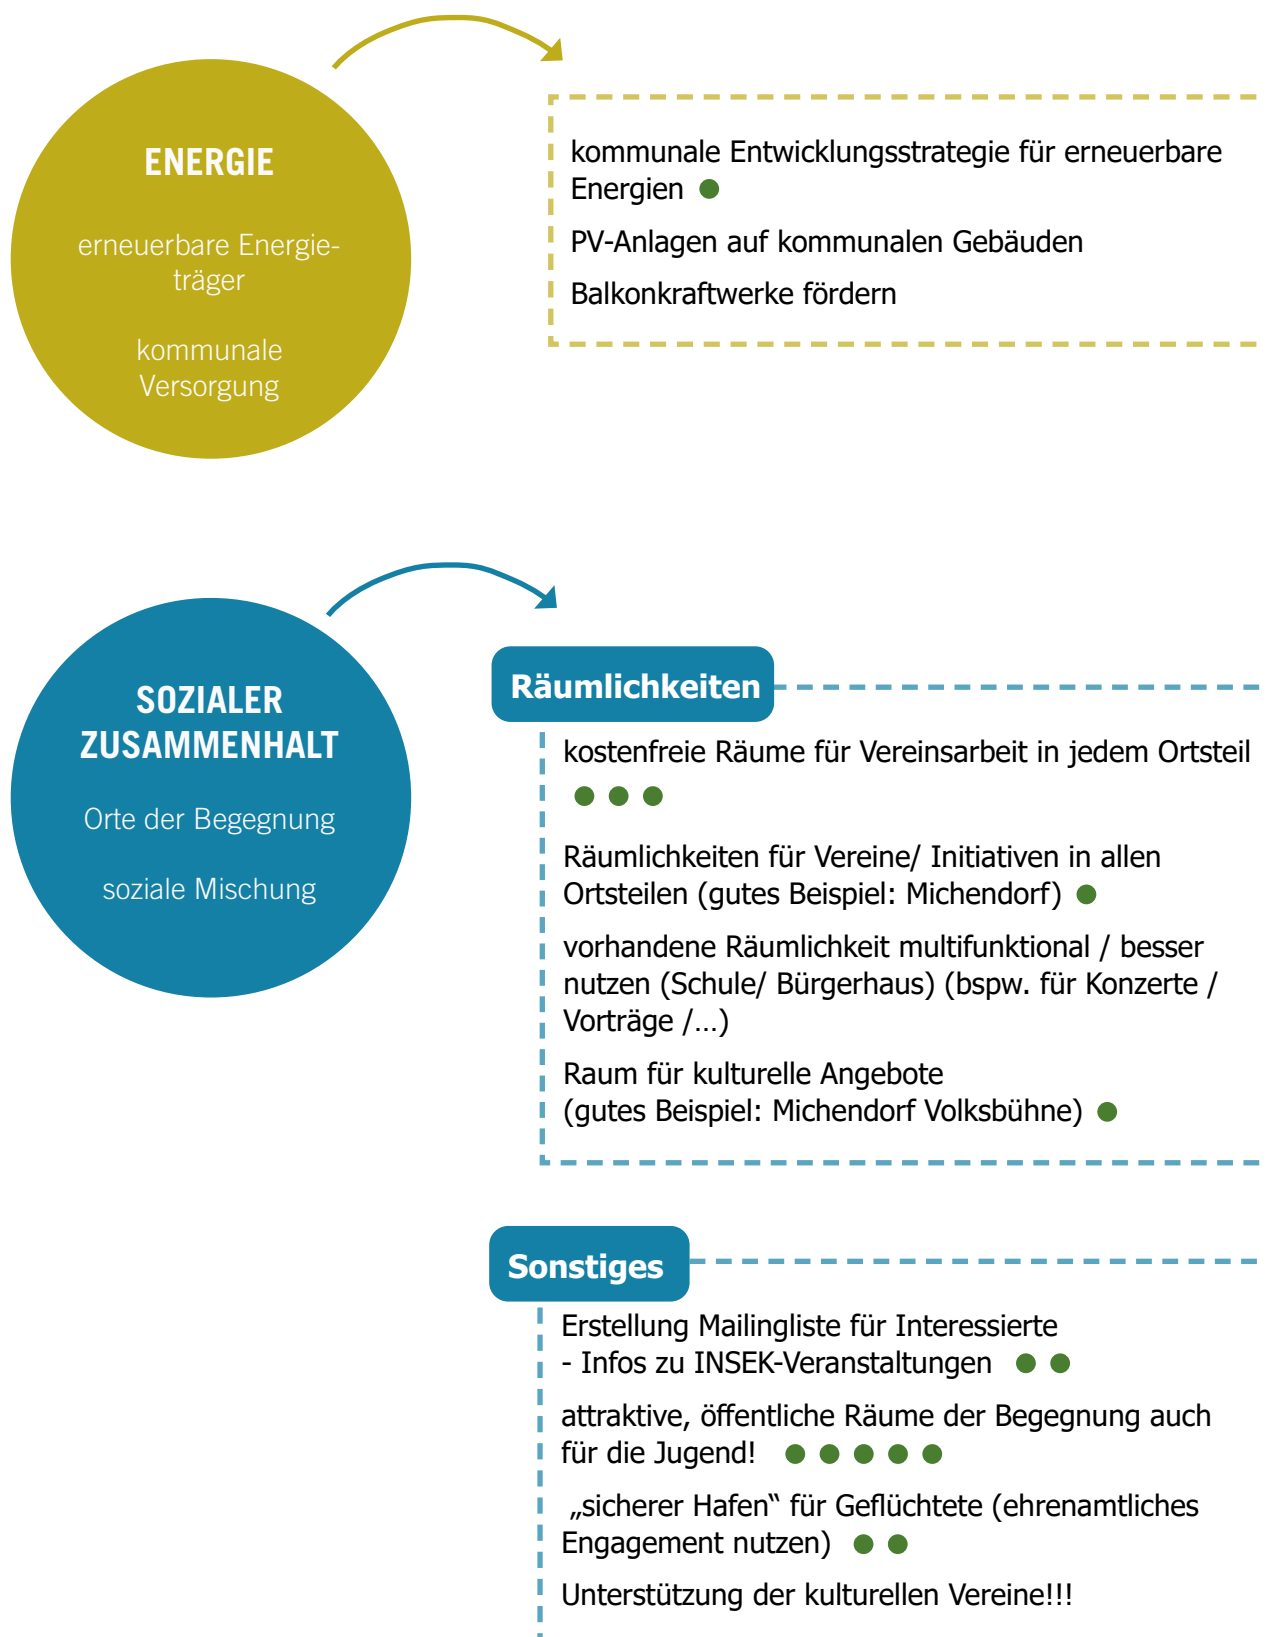 ENERGIE
erneuerbare Energie-
träger
kommunale
Versorgung
kommunale Entwicklungsstrategie für erneuerbare
Energien
PV-Anlagen auf kommunalen Gebäuden
Balkonkraftwerke fördern
SOZIALER
ZUSAMMENHALT
Orte der Begegnung
soziale Mischung
Räumlichkeiten
kostenfreie Räume für Vereinsarbeit in jedem Ortsteil
Räumlichkeiten für Vereine/ Initiativen in allen
Ortsteilen (gutes Beispiel: Michendorf)
vorhandene Räumlichkeit multifunktional / besser
nutzen (Schule/ Bürgerhaus) (bspw. für Konzerte /
Vorträge /…)
Raum für kulturelle Angebote
(gutes Beispiel: Michendorf Volksbühne)
Sonstiges
Erstellung Mailingliste für Interessierte
- Infos zu INSEK-Veranstaltungen
attraktive, öffentliche Räume der Begegnung auch
für die Jugend!
„sicherer Hafen“ für Geflüchtete (ehrenamtliches
Engagement nutzen)
Unterstützung der kulturellen Vereine!!!